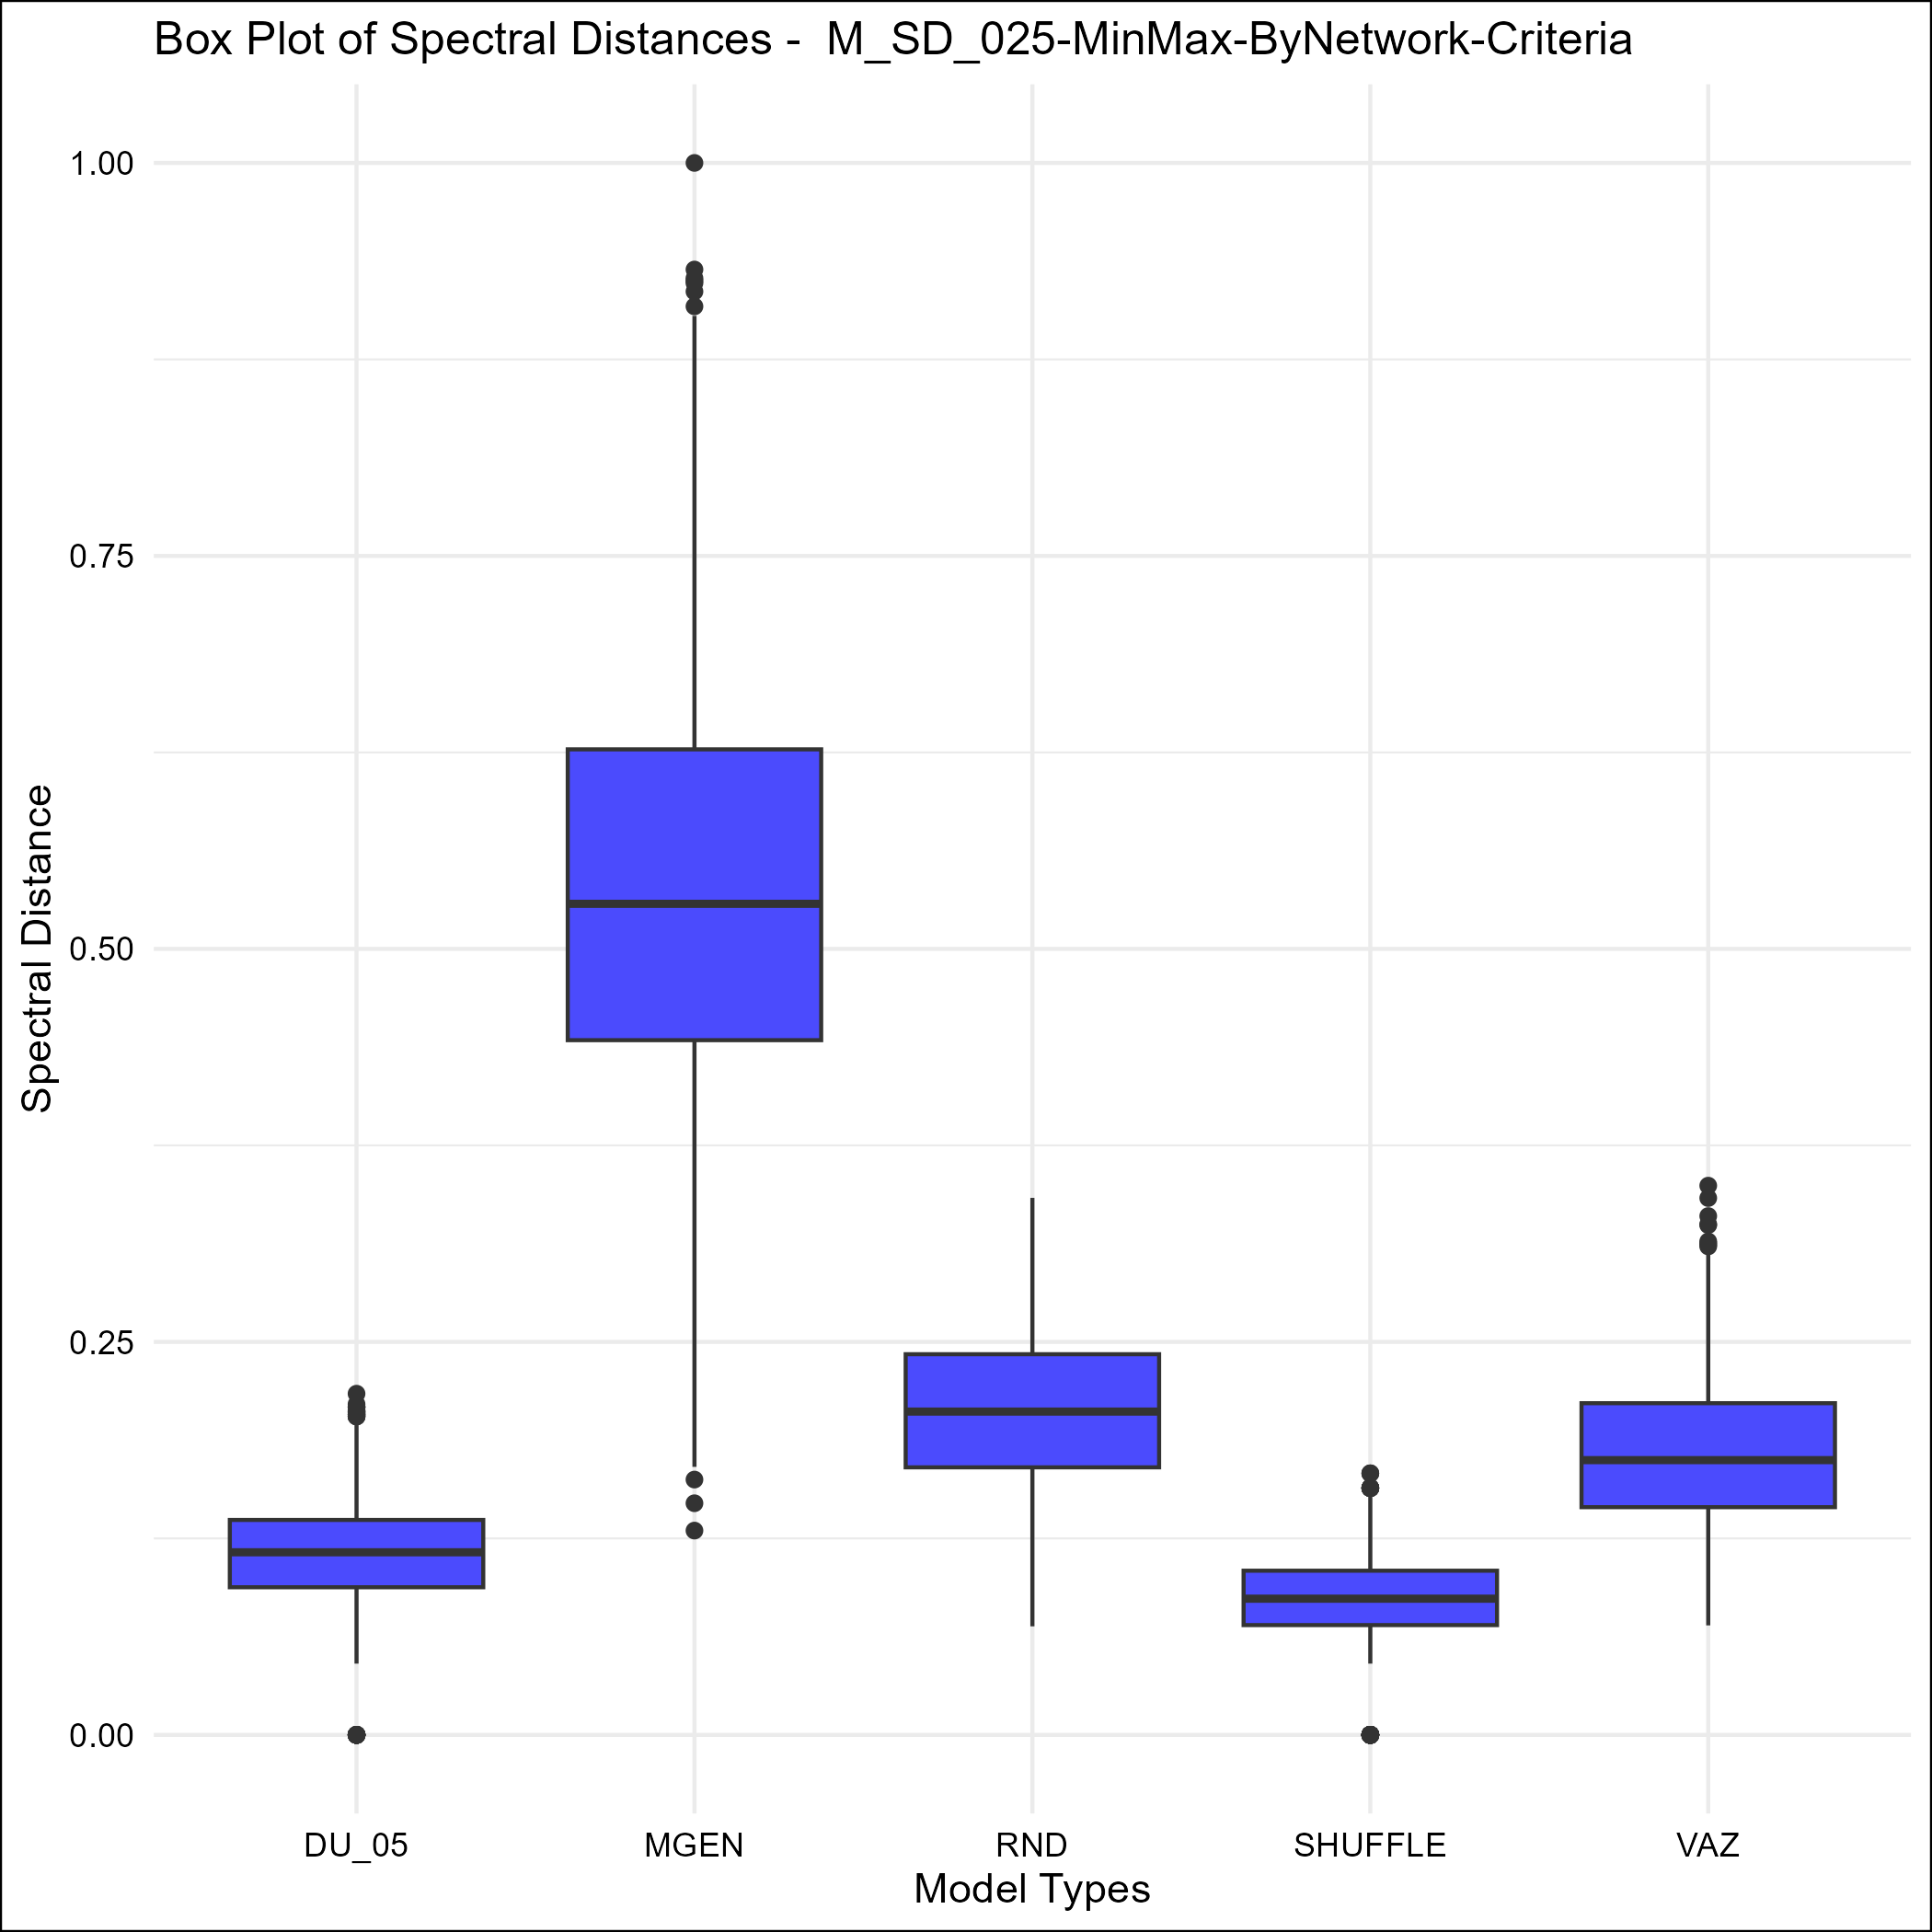 Box Plot of Spectral Distances -  M_SD_025-MinMax-ByNetwork-Criteria
Spectral Distance
1.00
0.75
0.50
0.25
0.00
DU_05 MGEN RND SHUFFLE VAZ
Model Types